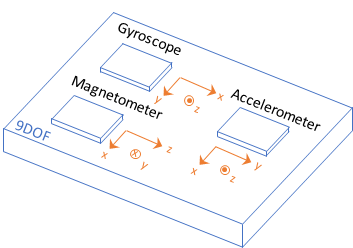 Gyroscope
x
y
z
Magnetometer
Accelerometer
9DOF
x
z
y
y
x
z